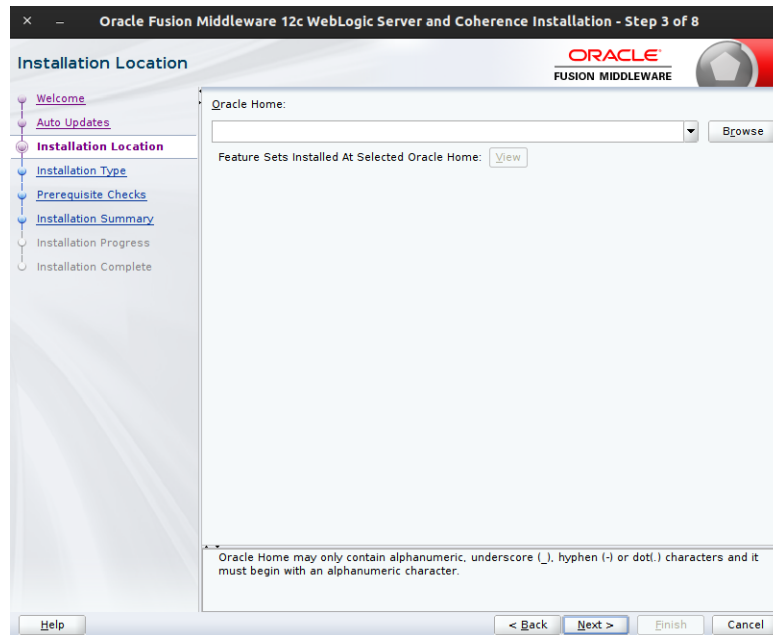 Oracle Fusion Middleware 12c WebLogic Server and Coherence Installation - Step 3 of 8
Installation Location
ORACLE
FUSION MIDDLEWARE
Welcome
Auto Updates
Installation Location
Installation Type
Prerequisite Checks
Installation Summary
Installation Progress
Installation Complete
Oracle Home:
Browse
Feature Sets Installed At Selected Oracle Home: View
Oracle Home may only contain alphanumeric, underscore (_), hyphen (-) or dot(.) characters and it
must begin with an alphanumeric character.
Help
< Back
Next >
Finish
Cancel